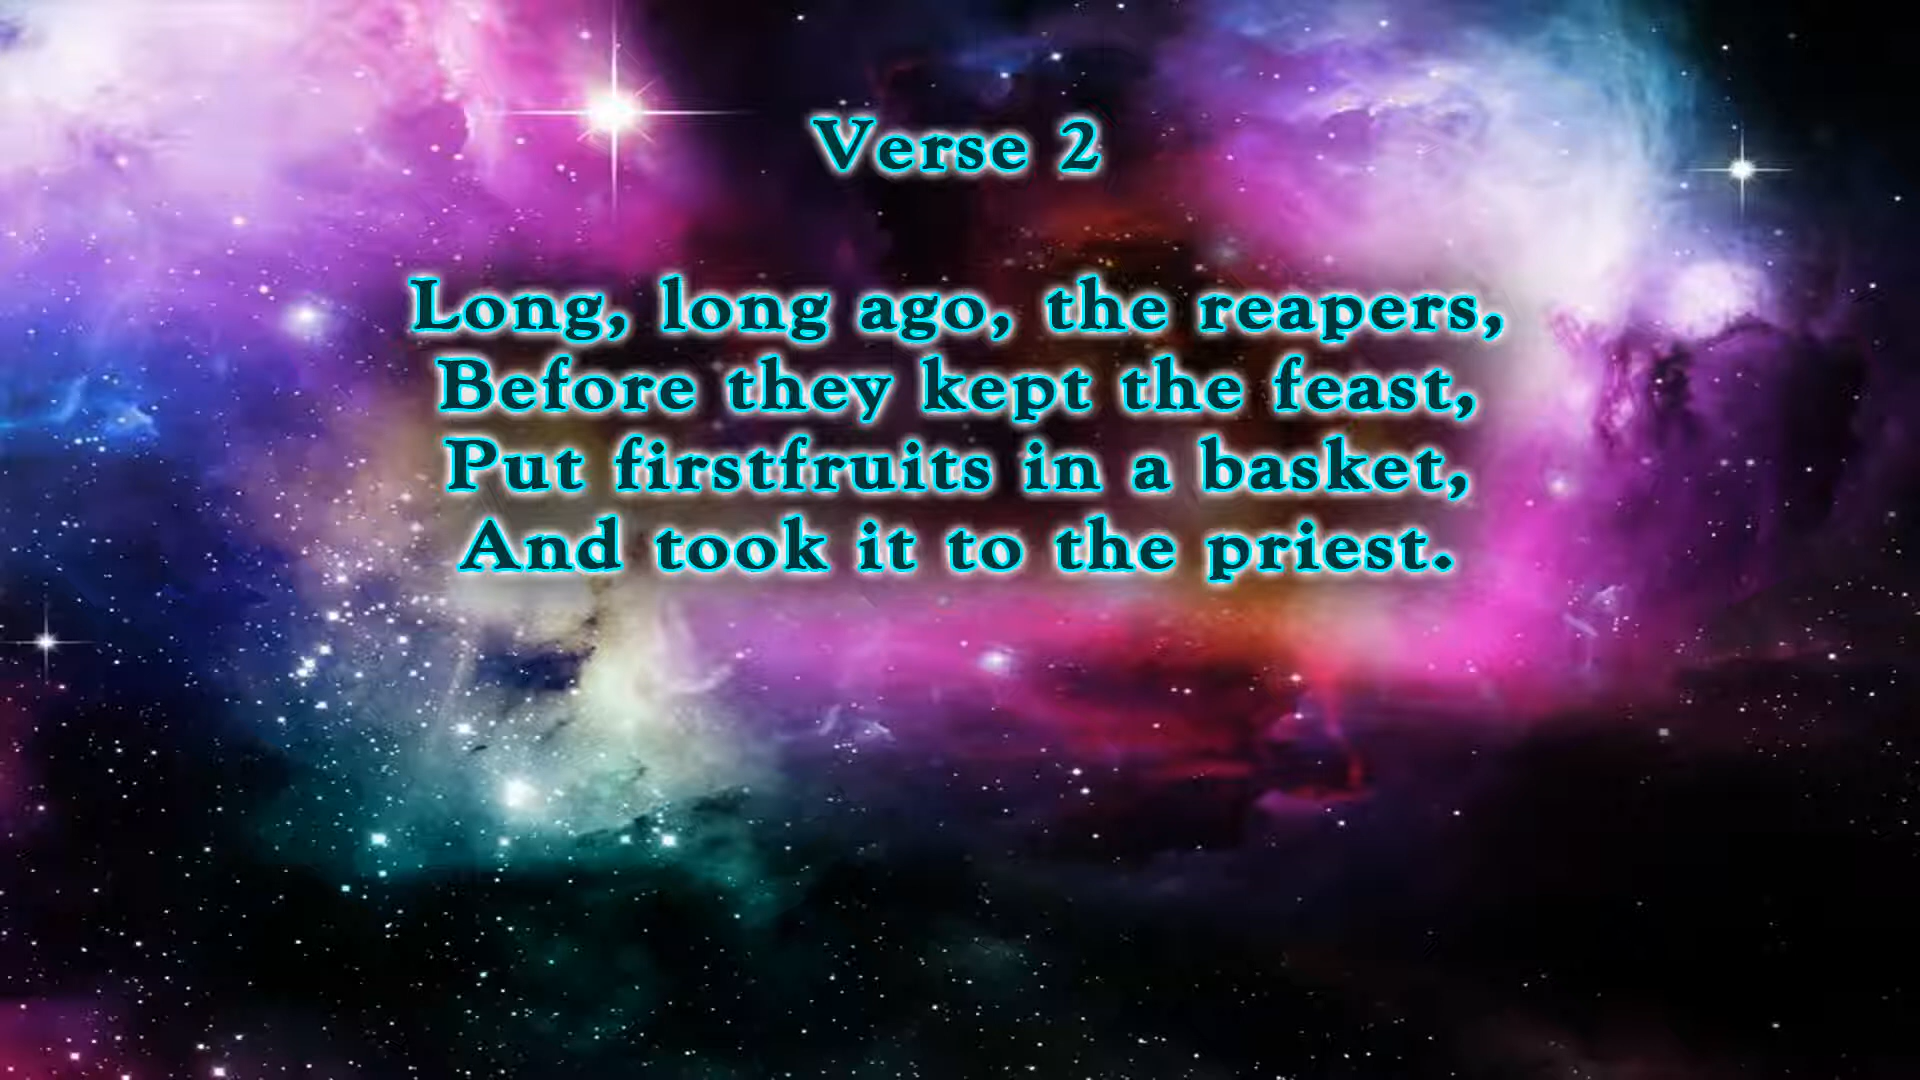 Verse 2
Long, long ago, the reapers,
Before they kept the feast,
Put firstfruits in a basket,
And took it to the priest.